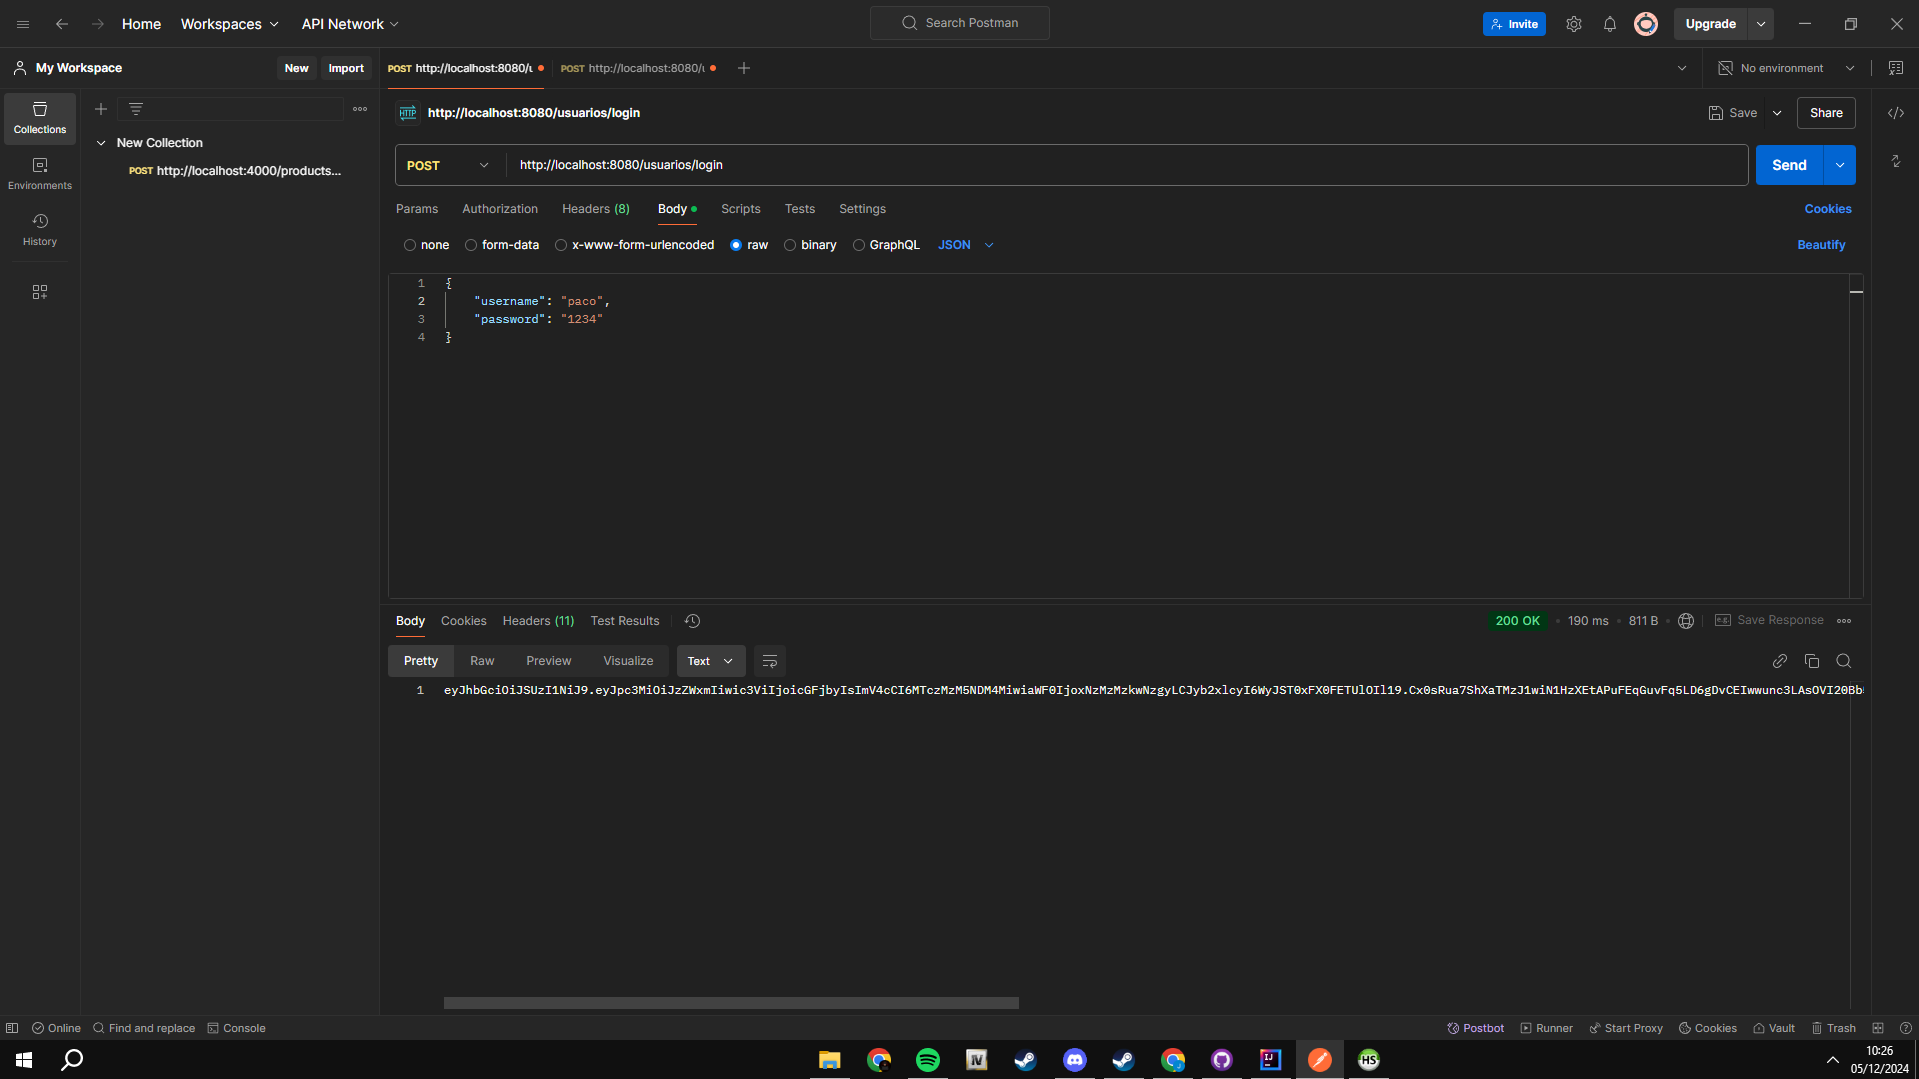 Home Workspaces API Network Search Postman Invite Upgrade
My Workspace New Import POST http://localhost:8080/u POST http://localhost:8080/u No environment
Collections
Environments
History
New Collection
POST http://localhost:4000/products...
HTTP http://localhost:8080/usuarios/login Save Share
POST http://localhost:8080/usuarios/login Send
Params Authorization Headers (8) Body Scripts Tests Settings Cookies
none form-data x-www-form-urlencoded raw binary GraphQL JSON Beautify
1 {
2 "username": "paco",
3 "password": "1234"
4 }
Body Cookies Headers (11) Test Results 200 OK 190 ms 811 B e.g. Save Response
Pretty Raw Preview Visualize Text
1 eyJhbGciOiJSUzI1NiJ9.eyJpc3MiOiJzZWxmIiwic3ViIjoicGFjbyIsImV4cCI6MTczMzM5NDM4MiwiaWF0IjoxNzMzMzkwNzgyLCJyb2xlcyI6WyJST0xFX0FETUlOIl19.Cx0sRua7ShXaTMzJ1wiN1HzXEtAPuFEqGuvFq5LD6gDvCEIwwunc3LAsOVI20Bb
Online Find and replace Console Postbot Runner Start Proxy Cookies Vault Trash
IV IJ HS
10:26
05/12/2024